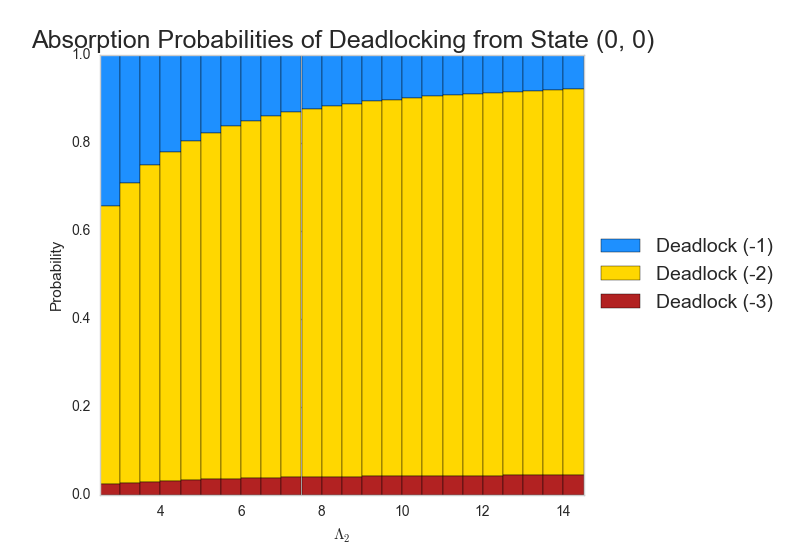 Absorption Probabilities of Deadlocking from State (0, 0)
1.0
0.8
0.6
0.4
0.2
0.0
Probability
4 6 8 10 12 14
Λ₂
Deadlock (-1)
Deadlock (-2)
Deadlock (-3)